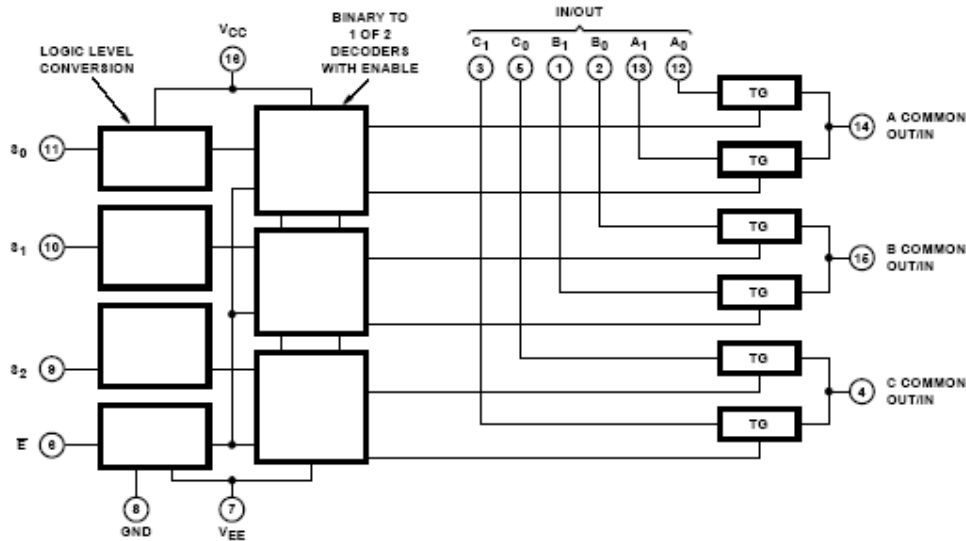 IN/OUT
BINARY TO
1 OF 2
DECODERS
WITH ENABLE
VCC
16
LOGIC LEVEL
CONVERSION
C1 C0 B1 B0 A1 A0
3 5 1 2 13 12
TG
14 A COMMON
OUT/IN
S0 11
TG
TG
S1 10
15 B COMMON
OUT/IN
TG
TG
S2 9
4 C COMMON
OUT/IN
TG
E̅ 6
8
GND
7
VEE